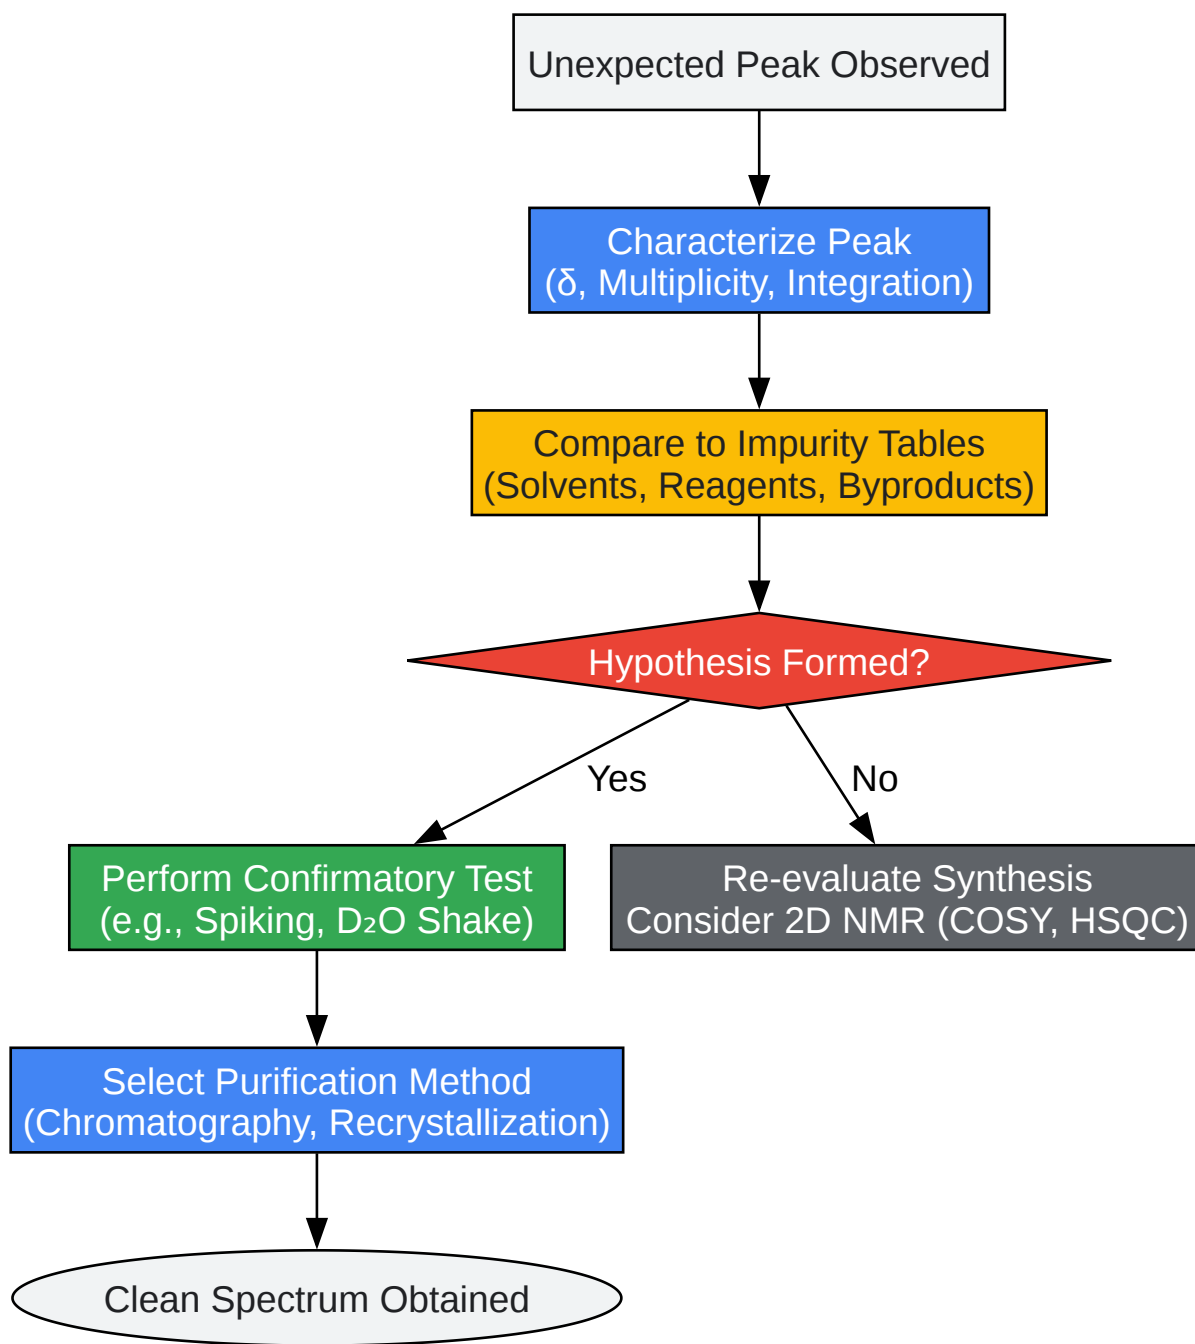 Unexpected Peak Observed
Characterize Peak
(δ, Multiplicity, Integration)
Compare to Impurity Tables
(Solvents, Reagents, Byproducts)
Hypothesis Formed?
Yes
No
Perform Confirmatory Test
(e.g., Spiking, D₂O Shake)
Re-evaluate Synthesis
Consider 2D NMR (COSY, HSQC)
Select Purification Method
(Chromatography, Recrystallization)
Clean Spectrum Obtained